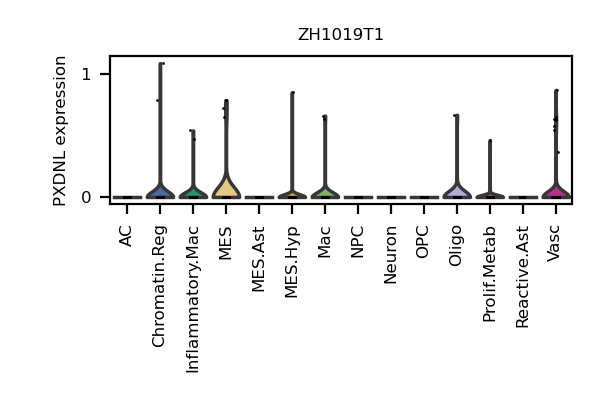 ZH1019T1
PXDNL expression
1
0
AC
Chromatin.Reg
Inflammatory.Mac
MES
MES.Ast
MES.Hyp
Mac
NPC
Neuron
OPC
Oligo
Prolif.Metab
Reactive.Ast
Vasc